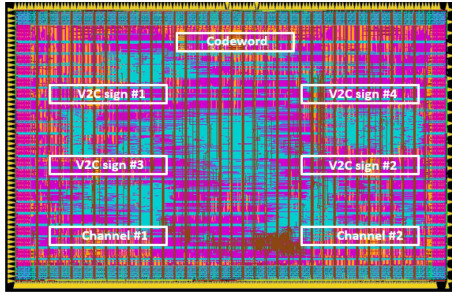 Codeword
V2C sign #1
V2C sign #4
V2C sign #3
V2C sign #2
Channel #1
Channel #2